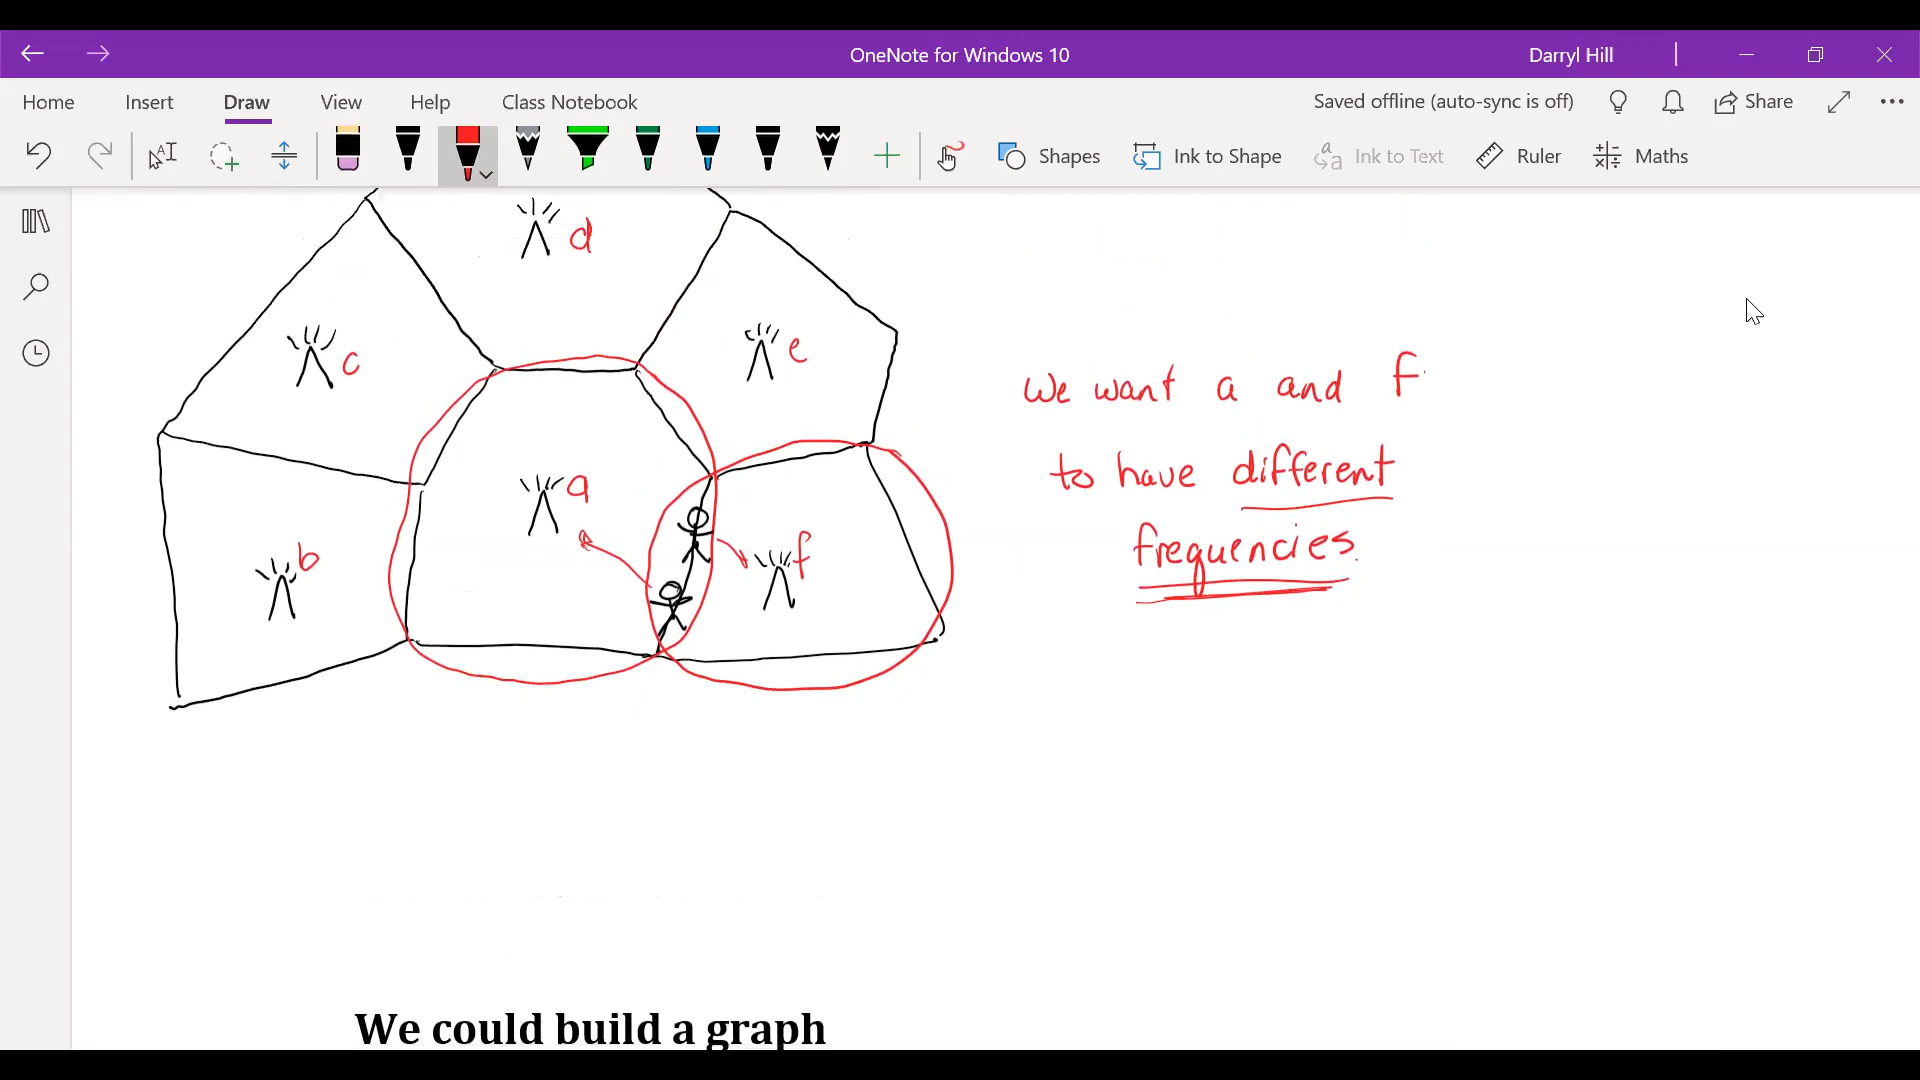 OneNote for Windows 10
Darryl Hill
Home Insert Draw View Help Class Notebook
Saved offline (auto-sync is off) Share
Shapes Ink to Shape Ink to Text Ruler Maths
d
c
e
a
b
f
We want a and f
to have different
frequencies.
We could build a graph